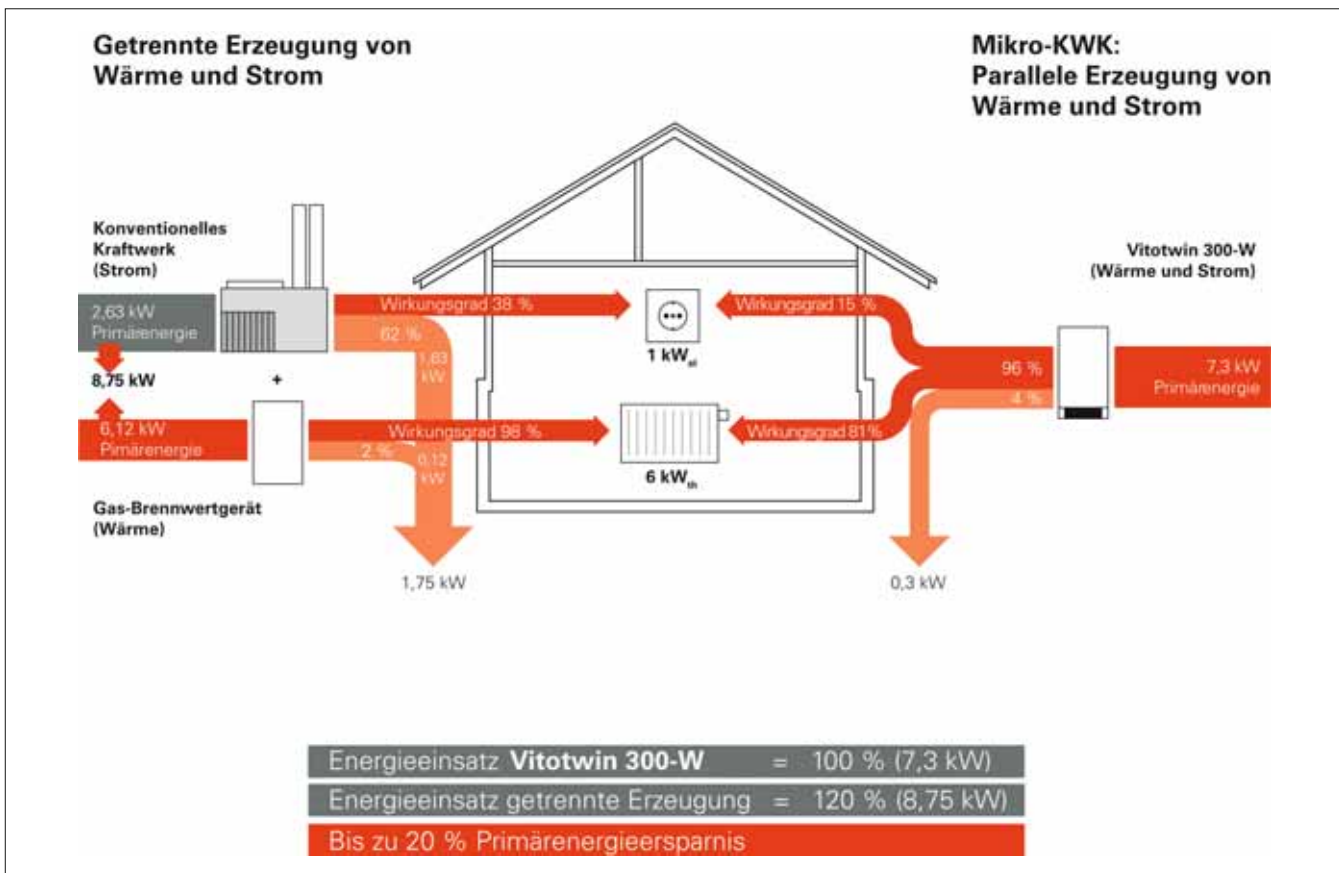 Getrennte Erzeugung von
Wärme und Strom
Mikro-KWK:
Parallele Erzeugung von
Wärme und Strom
Konventionelles
Kraftwerk
(Strom)
Vitotwin 300-W
(Wärme und Strom)
2,63 kW
Primärenergie
Wirkungsgrad 38 %
Wirkungsgrad 15 %
62 %
1,63
kW
1 kWel
8,75 kW
+
96 %
4 %
7,3 kW
Primärenergie
6,12 kW
Pimärenergie
Wirkungsgrad 98 %
Wirkungsgrad 81%
2 %
0,12
kW
6 kWth
Gas-Brennwertgerät
(Wärme)
1,75 kW
0,3 kW
Energieeinsatz Vitotwin 300-W = 100 % (7,3 kW)
Energieeinsatz getrennte Erzeugung = 120 % (8,75 kW)
Bis zu 20 % Primärenergieersparnis